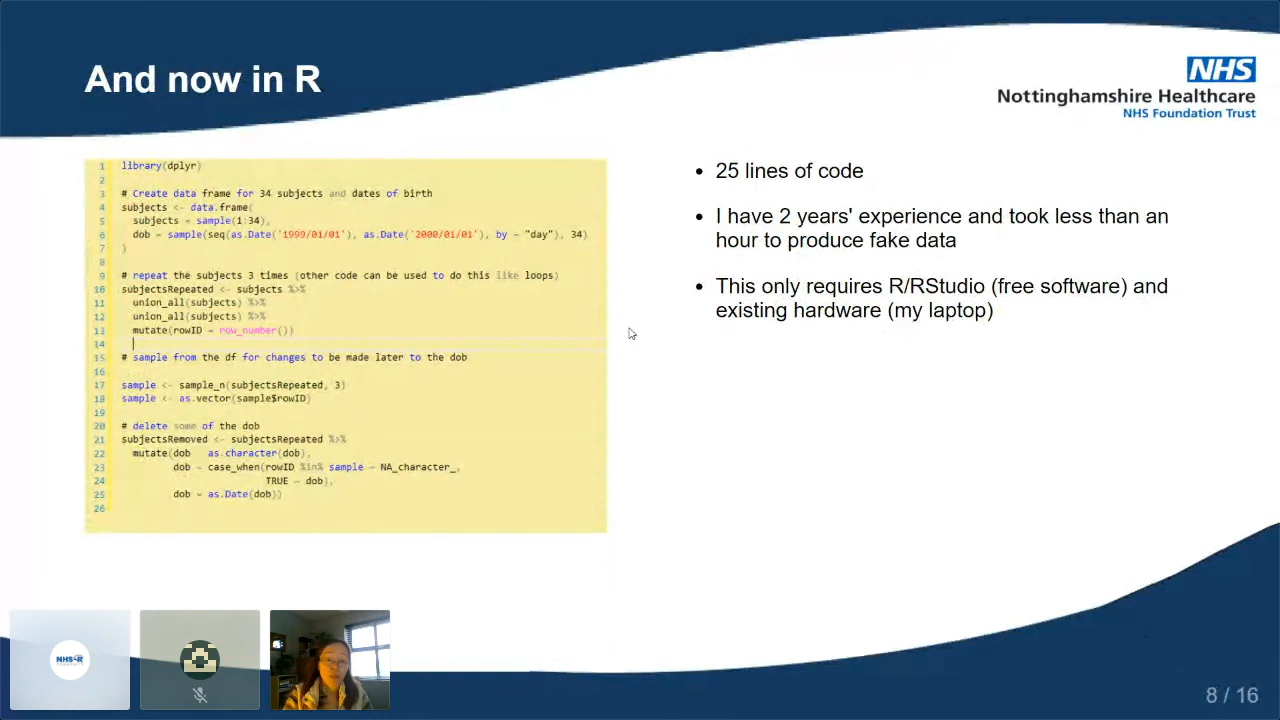 And now in R
NHS
Nottinghamshire Healthcare
NHS Foundation Trust
1 library(dplyr)
2
3 # Create data frame for 34 subjects and dates of birth
4 subjects <- data.frame(
5 subjects = sample(1:34),
6 dob = sample(seq(as.Date('1999/01/01'), as.Date('2000/01/01'), by = "day"), 34)
7 )
8
9 # repeat the subjects 3 times (other code can be used to do this like loops)
10 subjectsRepeated <- subjects %>%
11 union_all(subjects) %>%
12 union_all(subjects) %>%
13 mutate(rowID = row_number())
14
15 # sample from the df for changes to be made later to the dob
16
17 sample <- sample_n(subjectsRepeated, 3)
18 sample <- as.vector(sample$rowID)
19
20 # delete some of the dob
21 subjectsRemoved <- subjectsRepeated %>%
22 mutate(dob as.character(dob),
23 dob = case_when(rowID %in% sample ~ NA_character_,
24 TRUE ~ dob),
25 dob = as.Date(dob))
26
• 25 lines of code
• I have 2 years' experience and took less than an
hour to produce fake data
• This only requires R/RStudio (free software) and
existing hardware (my laptop)
NHS-R
COMMUNITY
8 / 16